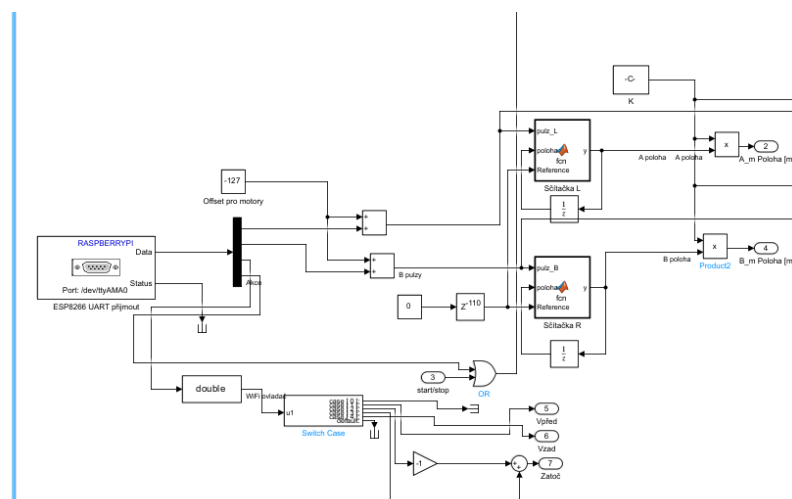 -C-
K
pulz_L
poloha
Reference
fcn
y
Sčítačka L
A poloha
A poloha
x
2
A_m Poloha [m
-127
Offset pro motory
1
z
+
+
RASPBERRYPI
Data
Status
Port: /dev/ttyAMA0
ESP8266 UART přijmout
Akce
+
+
B pulzy
pulz_B
poloha
Reference
fcn
y
Sčítačka R
B poloha
x
Product2
4
B_m Poloha [m
0
Z-110
1
z
3
start/stop
OR
double
WiFi ovladač
u1
default:
Switch Case
5
Vpřed
6
Vzad
-1
+
+
7
Zatoč